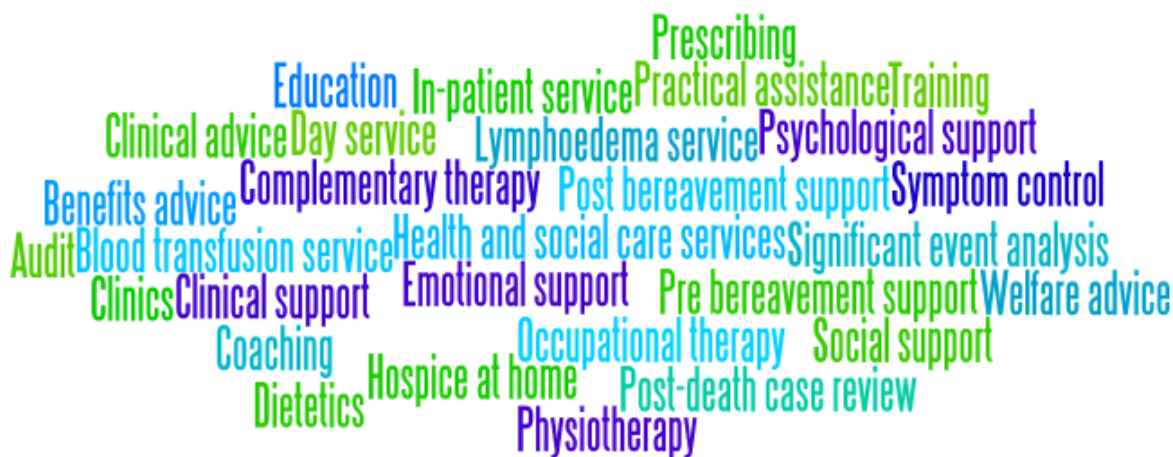 Prescribing
Education In-patient service Practical assistance Training
Clinical advice Day service Lymphoedema service Psychological support
Benefits advice Complementary therapy Post bereavement support Symptom control
Audit Blood transfusion service Health and social care services Significant event analysis
Clinics Clinical support Emotional support Pre bereavement support Welfare advice
Coaching Occupational therapy Social support
Dietetics Hospice at home Post-death case review
Physiotherapy